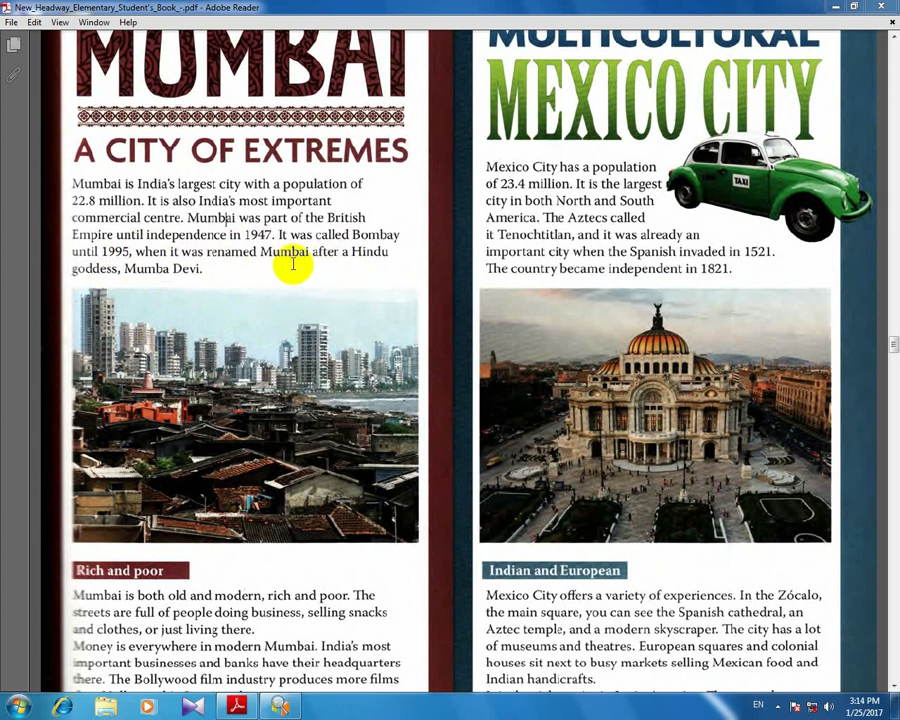 New_Headway_Elementary_Student's_Book_-.pdf - Adobe Reader
File Edit View Window Help
MUMBAI
A CITY OF EXTREMES
Mumbai is India's largest city with a population of
22.8 million. It is also India's most important
commercial centre. Mumbai was part of the British
Empire until independence in 1947. It was called Bombay
until 1995, when it was renamed Mumbai after a Hindu
goddess, Mumba Devi.
Rich and poor
Mumbai is both old and modern, rich and poor. The
streets are full of people doing business, selling snacks
and clothes, or just living there.
Money is everywhere in modern Mumbai. India's most
important businesses and banks have their headquarters
there. The Bollywood film industry produces more films
MULTICULTURAL
MEXICO CITY
TAXI
Mexico City has a population
of 23.4 million. It is the largest
city in both North and South
America. The Aztecs called
it Tenochtitlan, and it was already an
important city when the Spanish invaded in 1521.
The country became independent in 1821.
Indian and European
Mexico City offers a variety of experiences. In the Zócalo,
the main square, you can see the Spanish cathedral, an
Aztec temple, and a modern skyscraper. The city has a lot
of museums and theatres. European squares and colonial
houses sit next to busy markets selling Mexican food and
Indian handicrafts.
EN
3:14 PM
1/25/2017